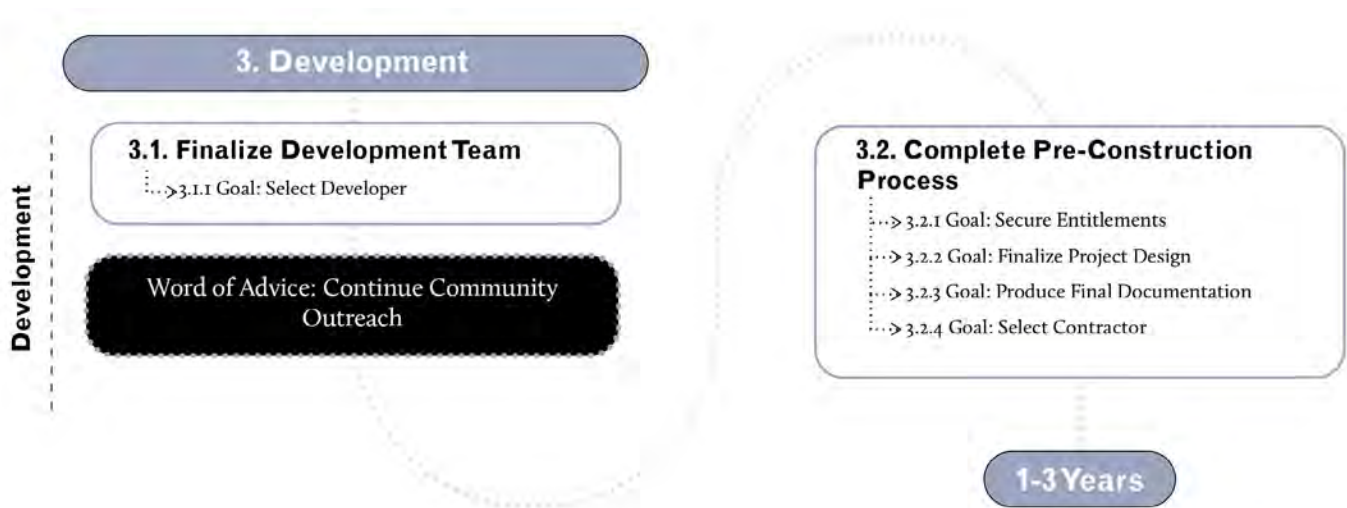 3. Development
Development
3.1. Finalize Development Team
3.1.1 Goal: Select Developer
Word of Advice: Continue Community
Outreach
3.2. Complete Pre-Construction
Process
3.2.1 Goal: Secure Entitlements
3.2.2 Goal: Finalize Project Design
3.2.3 Goal: Produce Final Documentation
3.2.4 Goal: Select Contractor
1-3 Years